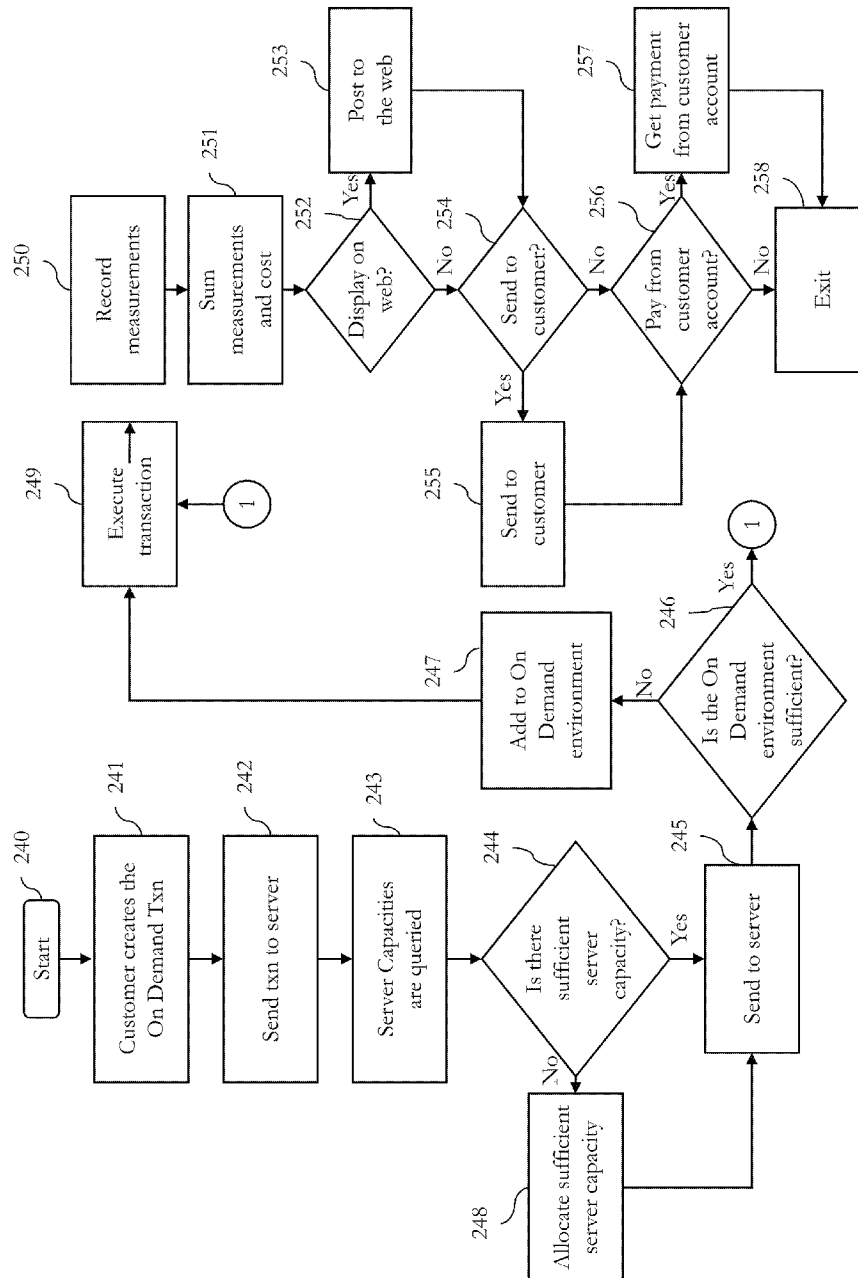 240
Start
241
Customer creates the
On Demand Txn
242
Send txn to server
243
Server Capacities
are queried
244
Is there
sufficient
server
capacity?
No
Yes
248
Allocate sufficient
server capacity
245
Send to server
246
Is the On
Demand
environment
sufficient?
No
Yes
1
247
Add to On
Demand
environment
249
Execute
transaction
1
250
Record
measurements
251
Sum
measurements
and cost
252
Display on
web?
Yes
No
253
Post to
the web
254
Send to
customer?
Yes
No
255
Send to
customer
256
Pay from
customer
account?
Yes
No
257
Get payment
from customer
account
258
Exit